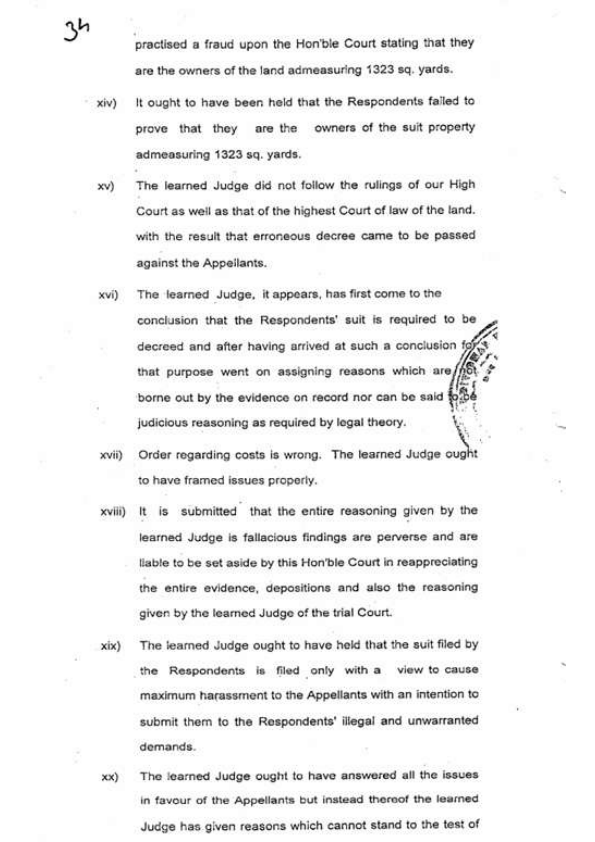 34
practised a fraud upon the Hon'ble Court stating that they
are the owners of the land admeasuring 1323 sq. yards.
xiv) It ought to have been held that the Respondents failed to
prove that they are the owners of the suit property
admeasuring 1323 sq. yards.
xv) The learned Judge did not follow the rulings of our High
Court as well as that of the highest Court of law of the land.
with the result that erroneous decree came to be passed
against the Appellants.
xvi) The learned Judge, it appears, has first come to the
conclusion that the Respondents' suit is required to be
decreed and after having arrived at such a conclusion for
that purpose went on assigning reasons which are not
borne out by the evidence on record nor can be said to be
judicious reasoning as required by legal theory.
xvii) Order regarding costs is wrong. The learned Judge ought
to have framed issues properly.
xviii) It is submitted that the entire reasoning given by the
learned Judge is fallacious findings are perverse and are
liable to be set aside by this Hon'ble Court in reappreciating
the entire evidence, depositions and also the reasoning
given by the learned Judge of the trial Court.
xix) The learned Judge ought to have held that the suit filed by
the Respondents is filed only with a view to cause
maximum harassment to the Appellants with an intention to
submit them to the Respondents' illegal and unwarranted
demands.
xx) The learned Judge ought to have answered all the issues
in favour of the Appellants but instead thereof the learned
Judge has given reasons which cannot stand to the test of